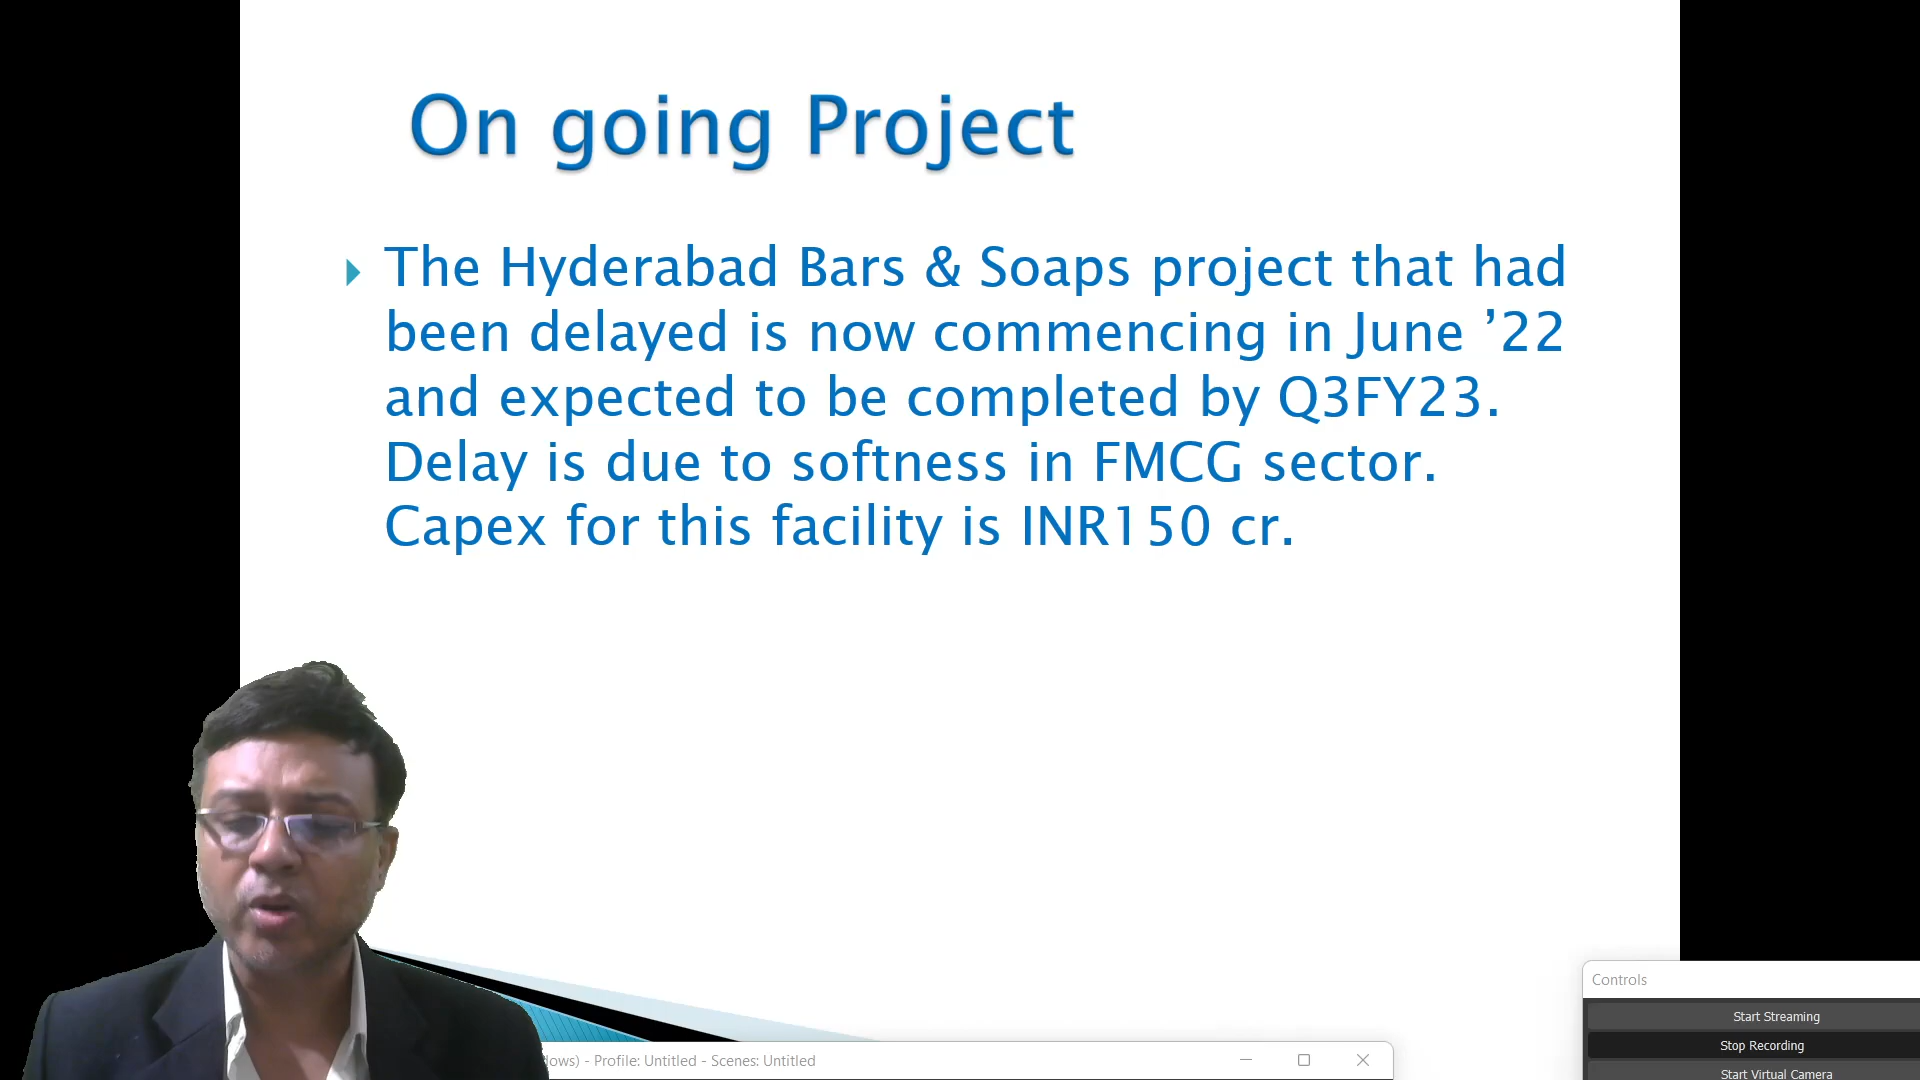 On going Project
The Hyderabad Bars & Soaps project that had
been delayed is now commencing in June ’22
and expected to be completed by Q3FY23.
Delay is due to softness in FMCG sector.
Capex for this facility is INR150 cr.
Controls
Start Streaming
Stop Recording
Start Virtual Camera
- Profile: Untitled - Scenes: Untitled